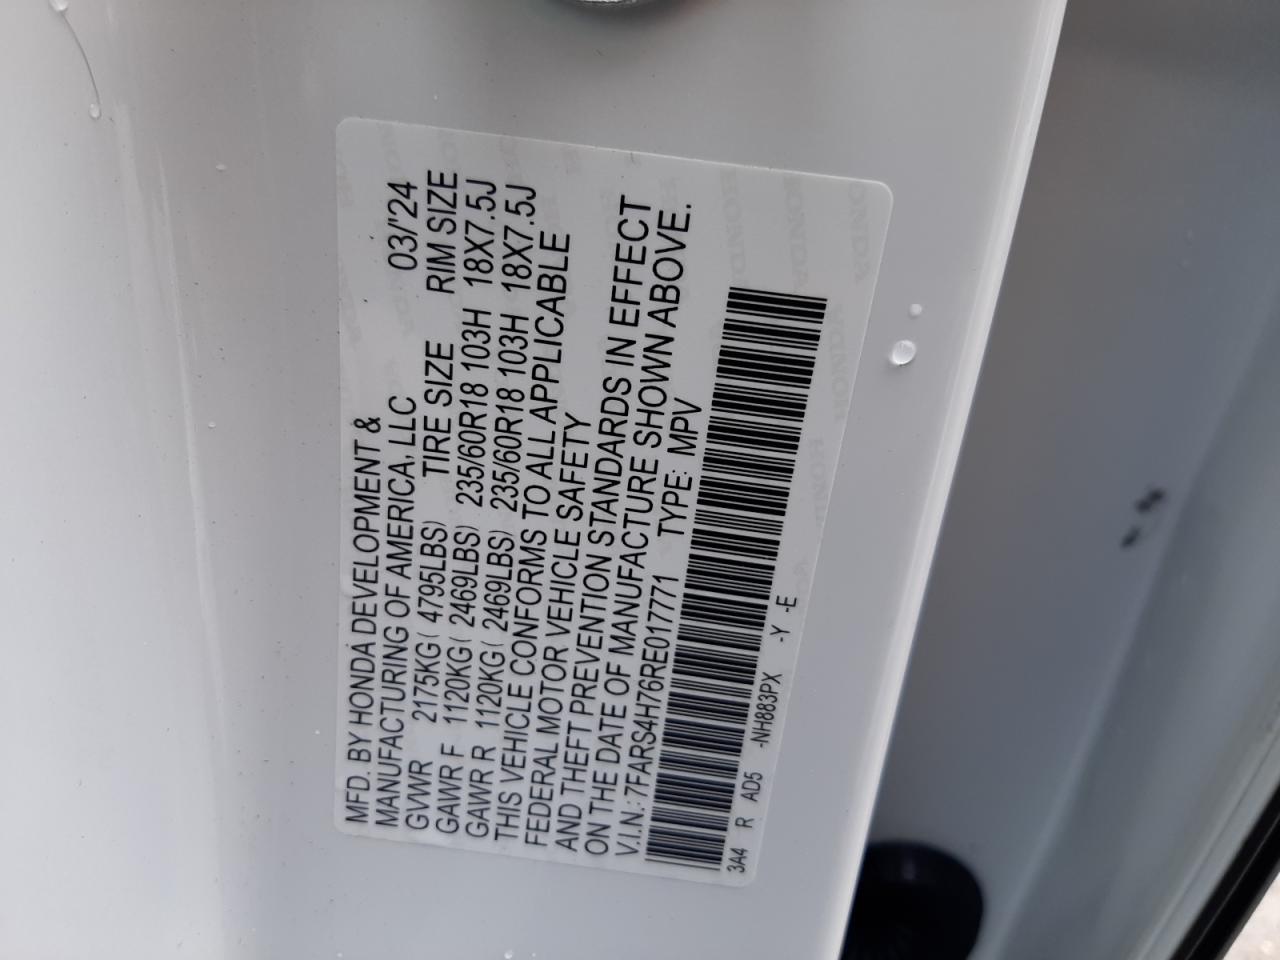 MFD. BY HONDA DEVELOPMENT &
MANUFACTURING OF AMERICA, LLC 03/'24
GVWR 2175KG( 4795LBS) TIRE SIZE RIM SIZE
GAWR F 1120KG( 2469LBS) 235/60R18 103H 18X7.5J
GAWR R 1120KG( 2469LBS) 235/60R18 103H 18X7.5J
THIS VEHICLE CONFORMS TO ALL APPLICABLE
FEDERAL MOTOR VEHICLE SAFETY
AND THEFT PREVENTION STANDARDS IN EFFECT
ON THE DATE OF MANUFACTURE SHOWN ABOVE.
V.I.N.: 7FARS4H76RE017771 TYPE: MPV
3A4 R AD5 -NH883PX -Y -E